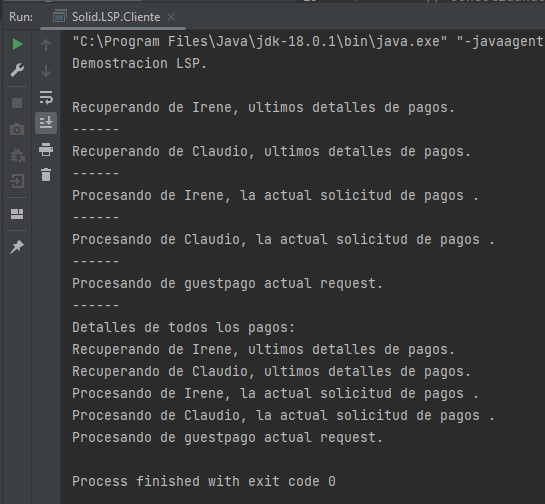 Run: Solid.LSP.Cliente
"C:\Program Files\Java\jdk-18.0.1\bin\java.exe" "-javaagent
Demostracion LSP.
Recuperando de Irene, ultimos detalles de pagos.
------
Recuperando de Claudio, ultimos detalles de pagos.
------
Procesando de Irene, la actual solicitud de pagos .
------
Procesando de Claudio, la actual solicitud de pagos .
------
Procesando de guestpago actual request.
------
Detalles de todos los pagos:
Recuperando de Irene, ultimos detalles de pagos.
Recuperando de Claudio, ultimos detalles de pagos.
Procesando de Irene, la actual solicitud de pagos .
Procesando de Claudio, la actual solicitud de pagos .
Procesando de guestpago actual request.
Process finished with exit code 0